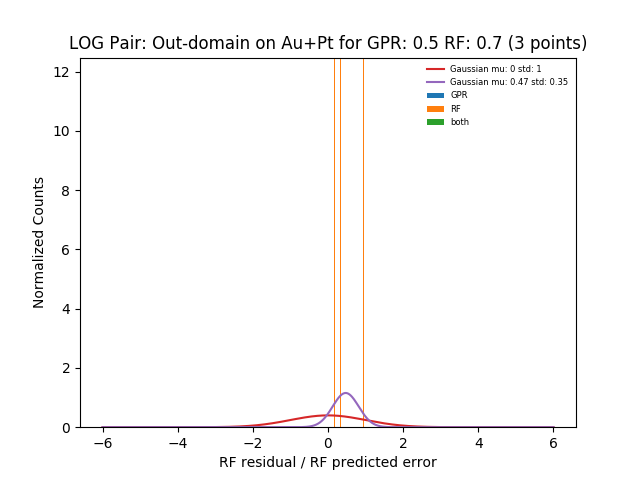 LOG Pair: Out-domain on Au+Pt for GPR: 0.5 RF: 0.7 (3 points)
Gaussian mu: 0 std: 1
Gaussian mu: 0.47 std: 0.35
GPR
RF
both
12
10
8
6
4
2
0
Normalized Counts
−6 −4 −2 0 2 4 6
RF residual / RF predicted error